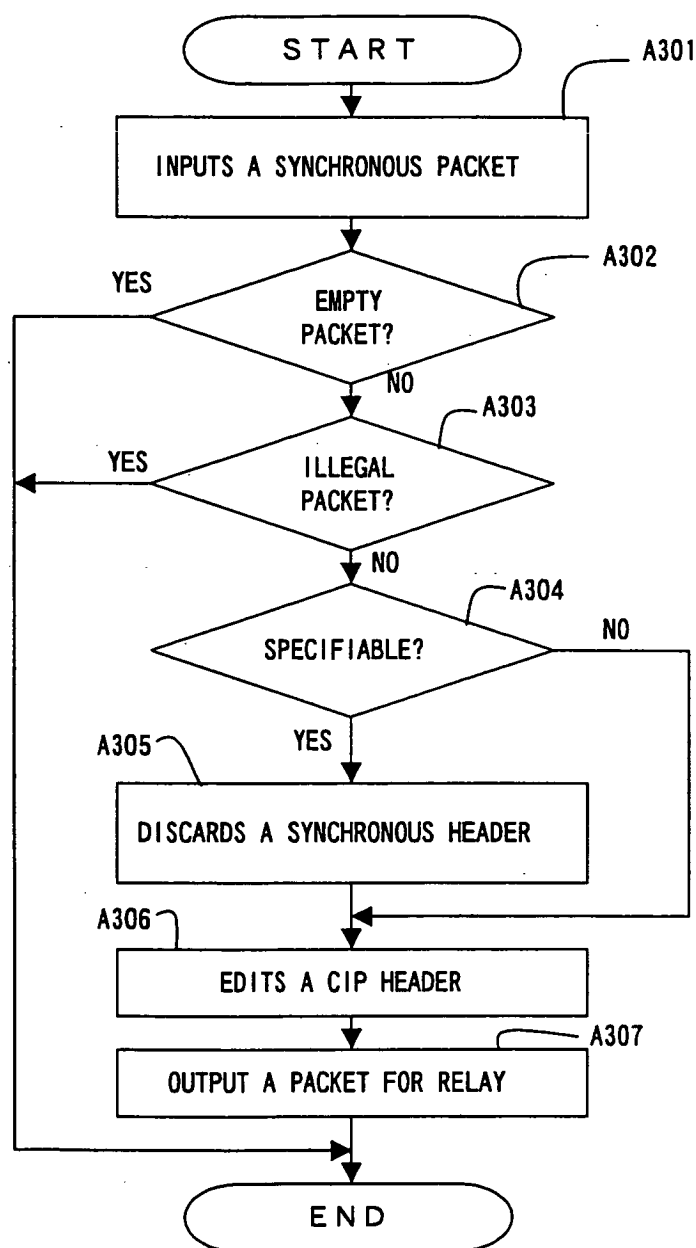 START
A301
INPUTS A SYNCHRONOUS PACKET
A302
YES
EMPTY
PACKET?
NO
A303
YES
ILLEGAL
PACKET?
NO
A304
NO
SPECIFIABLE?
YES
A305
DISCARDS A SYNCHRONOUS HEADER
A306
EDITS A CIP HEADER
A307
OUTPUT A PACKET FOR RELAY
END